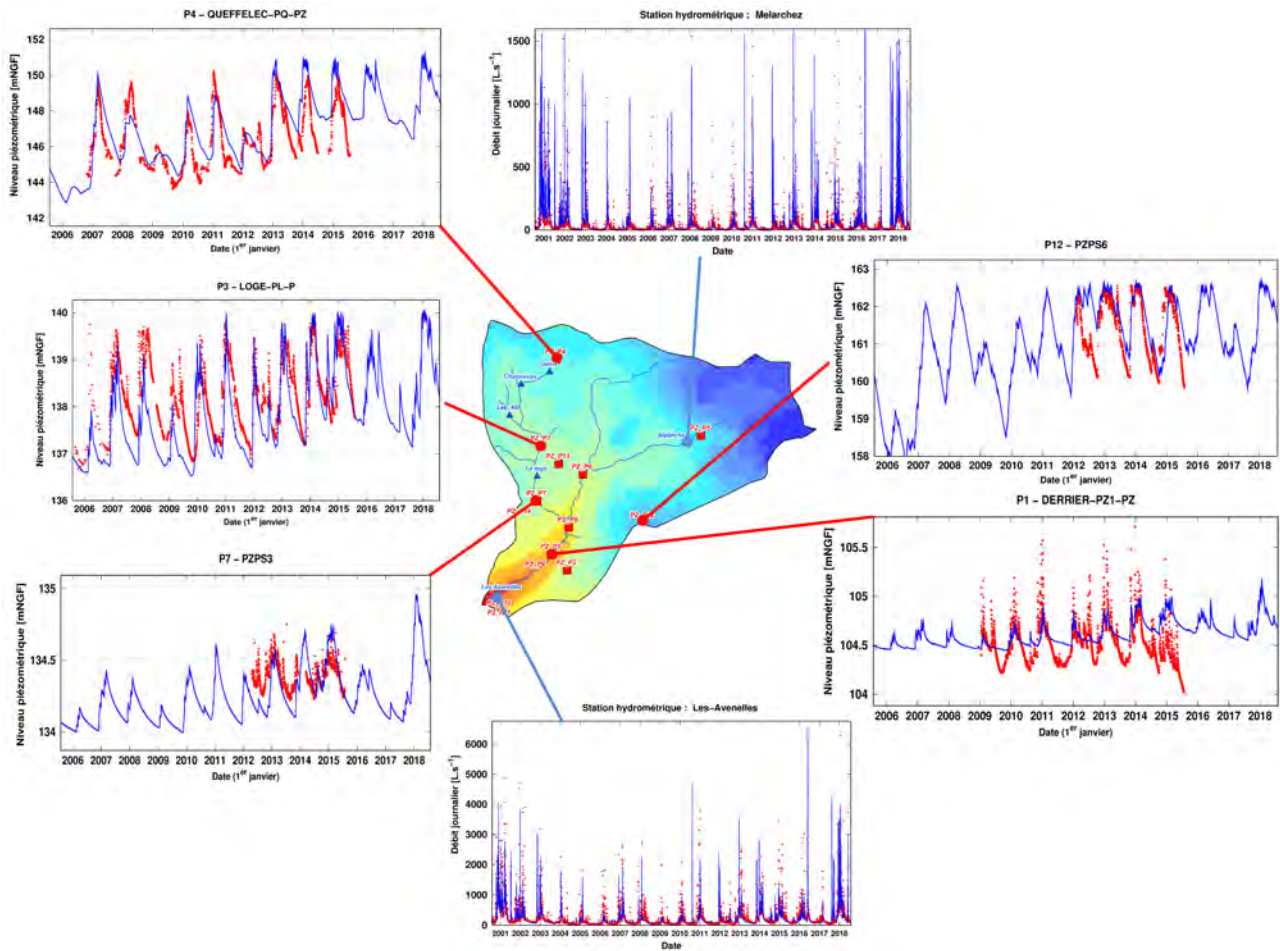 P4 – QUEFFELEC–PQ–PZ
Niveau piézométrique [mNGF]
152
150
148
146
144
142
2006 2007 2008 2009 2010 2011 2012 2013 2014 2015 2016 2017 2018
Date (1er janvier)
Station hydrométrique : Melarchez
Débit journalier [L.s-1]
1500
1000
500
0
2001 2002 2003 2004 2005 2006 2007 2008 2009 2010 2011 2012 2013 2014 2015 2016 2017 2018
Date
P3 – LOGE–PL–P
Niveau piézométrique [mNGF]
140
139
138
137
136
2006 2007 2008 2009 2010 2011 2012 2013 2014 2015 2016 2017 2018
Date (1er janvier)
P12 – PZPS6
Niveau piézométrique [mNGF]
163
162
161
160
159
158
2006 2007 2008 2009 2010 2011 2012 2013 2014 2015 2016 2017 2018
Date (1er janvier)
PZ_P3
PZ_P5
La loge
PZ_P7
PZ_P2
Les Avenelles
P7 – PZPS3
Niveau piézométrique [mNGF]
135
134.5
134
2006 2007 2008 2009 2010 2011 2012 2013 2014 2015 2016 2017 2018
Date (1er janvier)
P1 – DERRIER–PZ1–PZ
Niveau piézométrique [mNGF]
105.5
105
104.5
104
2006 2007 2008 2009 2010 2011 2012 2013 2014 2015 2016 2017 2018
Date (1er janvier)
Station hydrométrique : Les–Avenelles
Débit journalier [L.s-1]
6000
5000
4000
3000
2000
1000
0
2001 2002 2003 2004 2005 2006 2007 2008 2009 2010 2011 2012 2013 2014 2015 2016 2017 2018
Date